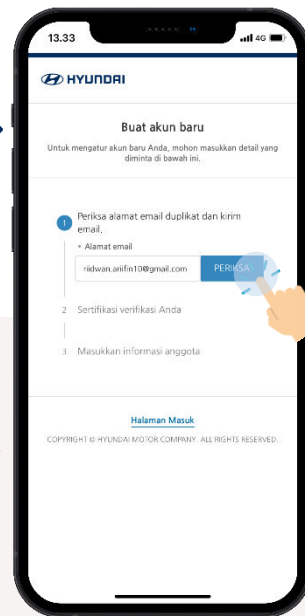 13.33
4G
HYUNDAI
Buat akun baru
Untuk mengatur akun baru Anda, mohon masukkan detail yang
diminta di bawah ini.
1 Periksa alamat email duplikat dan kirim
email.
• Alamat email
riidwan.ariifin10@gmail.com PERIKSA
2 Sertifikasi verifikasi Anda
3 Masukkan informasi anggota
Halaman Masuk
COPYRIGHT © HYUNDAI MOTOR COMPANY. ALL RIGHTS RESERVED.